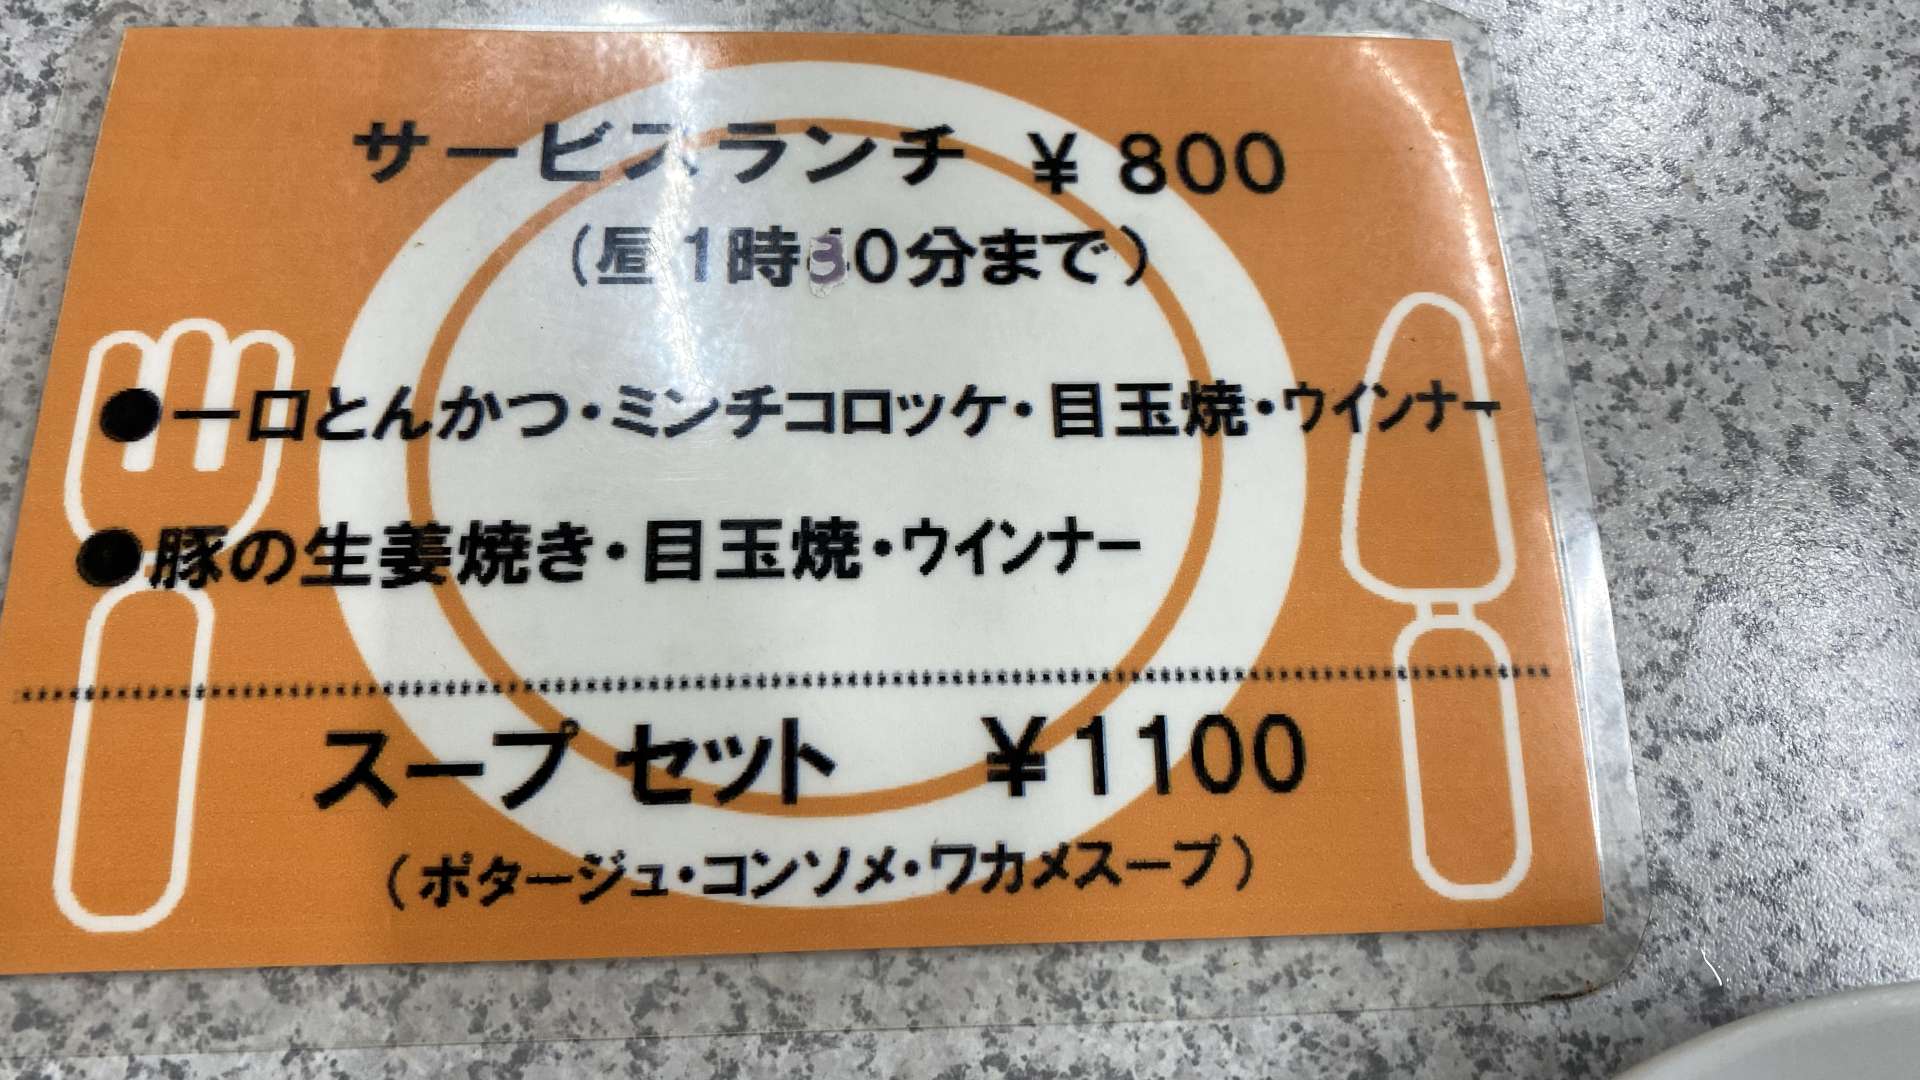 サービスランチ ¥800
(昼1時30分まで)
●一口とんかつ・ミンチコロッケ・目玉焼・ウインナー
●豚の生姜焼き・目玉焼・ウインナー
スープセット ¥1100
(ポタージュ・コンソメ・ワカメスープ)